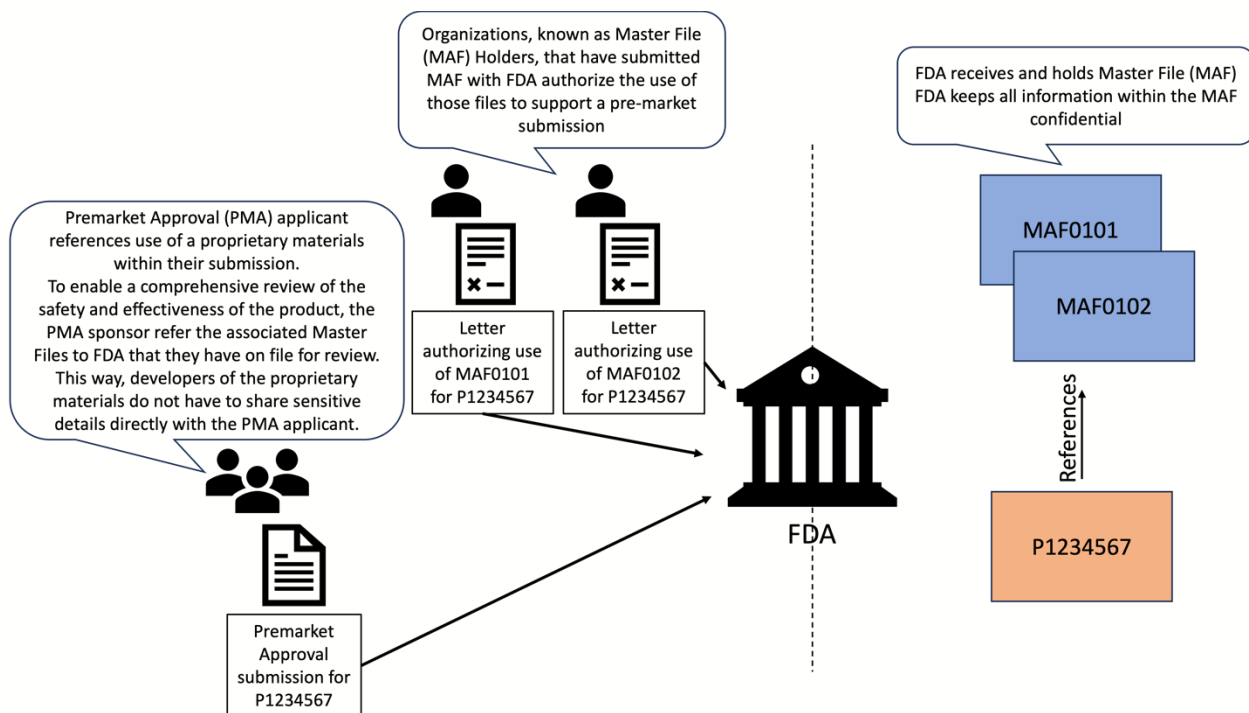 Organizations, known as Master File
(MAF) Holders, that have submitted
MAF with FDA authorize the use of
those files to support a pre-market
submission
FDA receives and holds Master File (MAF)
FDA keeps all information within the MAF
confidential
Premarket Approval (PMA) applicant
references use of a proprietary materials
within their submission.
To enable a comprehensive review of the
safety and effectiveness of the product, the
PMA sponsor refer the associated Master
Files to FDA that they have on file for review.
This way, developers of the proprietary
materials do not have to share sensitive
details directly with the PMA applicant.
Letter
authorizing use
of MAF0101
for P1234567
Letter
authorizing use
of MAF0102
for P1234567
Premarket
Approval
submission for
P1234567
FDA
MAF0101
MAF0102
References
P1234567